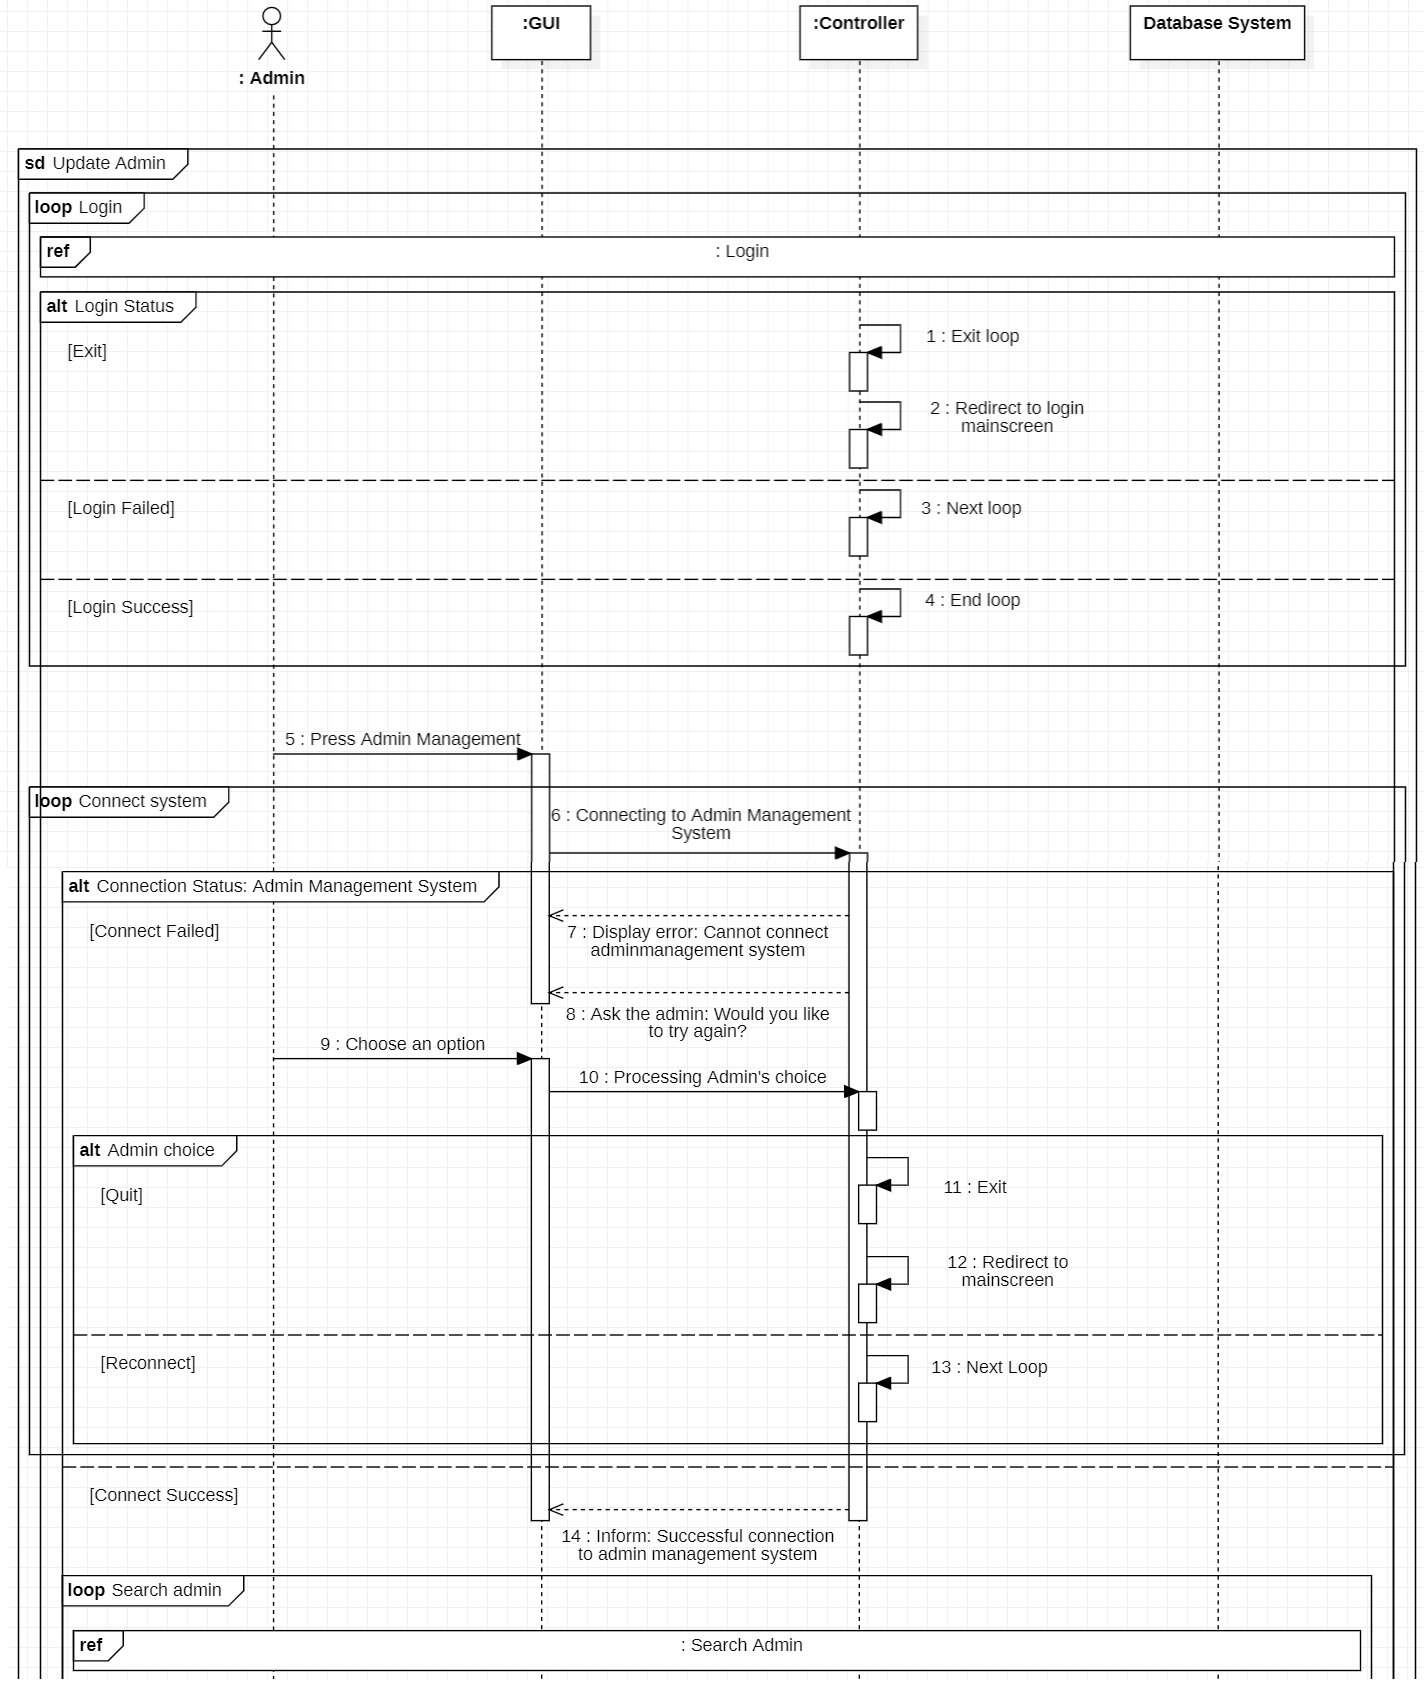 : Admin
:GUI
:Controller
Database System
sd Update Admin
loop Login
ref
: Login
alt Login Status
[Exit]
1 : Exit loop
2 : Redirect to login
mainscreen
[Login Failed]
3 : Next loop
[Login Success]
4 : End loop
5 : Press Admin Management
loop Connect system
6 : Connecting to Admin Management
System
alt Connection Status: Admin Management System
[Connect Failed]
7 : Display error: Cannot connect
adminmanagement system
8 : Ask the admin: Would you like
to try again?
9 : Choose an option
10 : Processing Admin's choice
alt Admin choice
[Quit]
11 : Exit
12 : Redirect to
mainscreen
[Reconnect]
13 : Next Loop
[Connect Success]
14 : Inform: Successful connection
to admin management system
loop Search admin
ref
: Search Admin